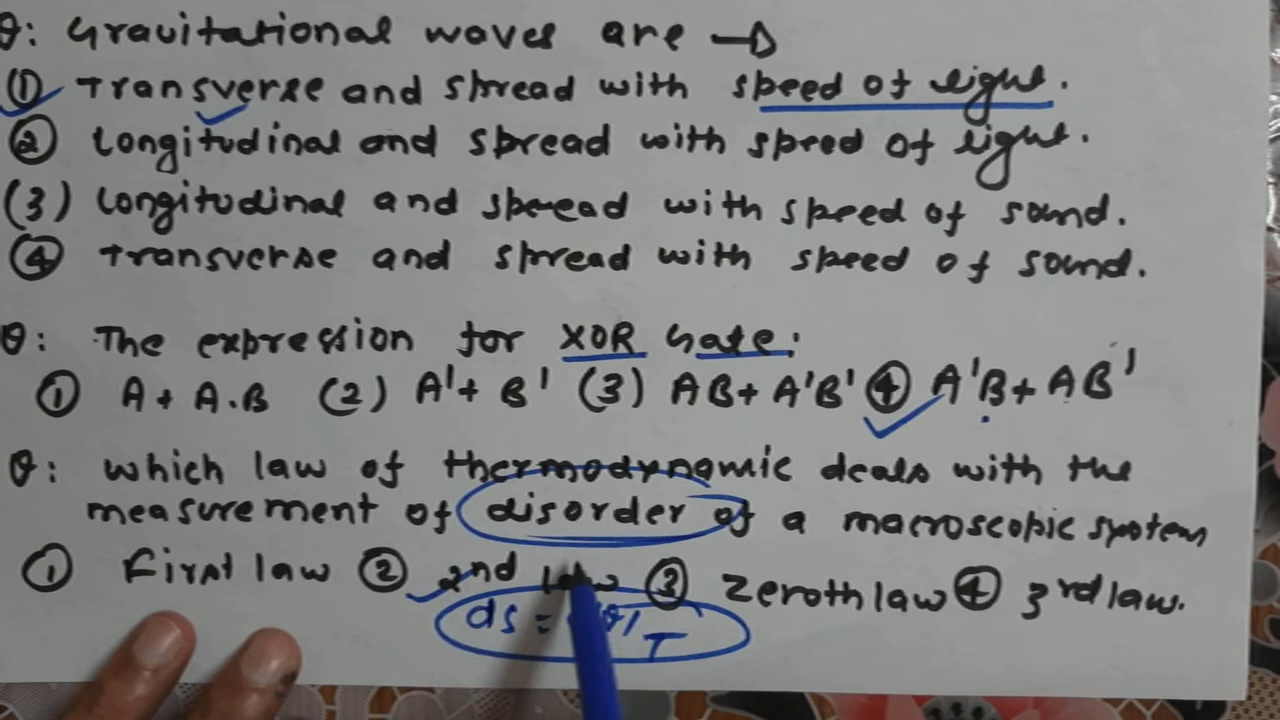 Q: Gravitational waves are →
① Transverse and spread with speed of light.
② Longitudinal and spread with speed of light.
(3) Longitudinal and spread with speed of sound.
④ Transverse and spread with speed of sound.
Q: The expression for XOR Gate:
① A + A.B (2) A' + B' (3) AB + A'B' ④ A'B + AB'
Q: which law of thermodynamic deals with the
measurement of disorder of a macroscopic system
① First law ② 2nd law ③ Zeroth law ④ 3rd law.
ds = /T